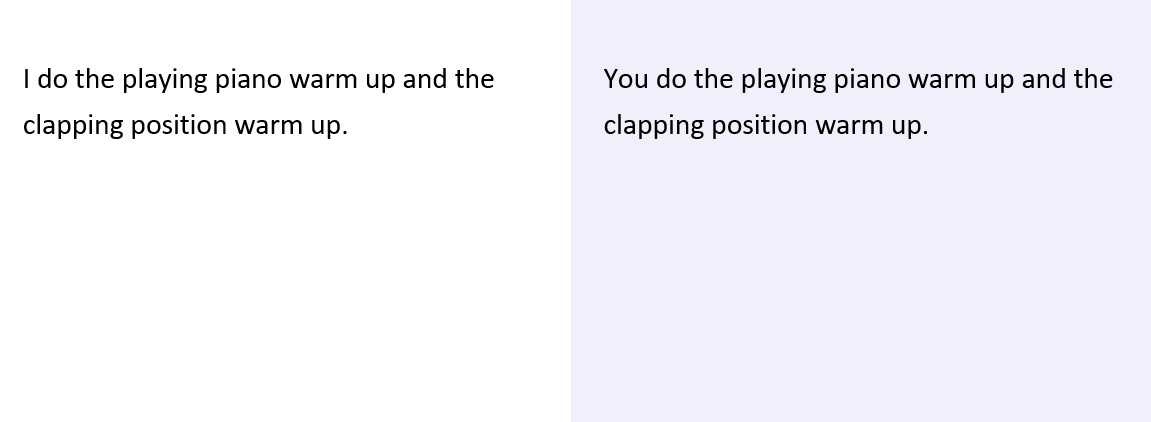 I do the playing piano warm up and the
clapping position warm up.
You do the playing piano warm up and the
clapping position warm up.